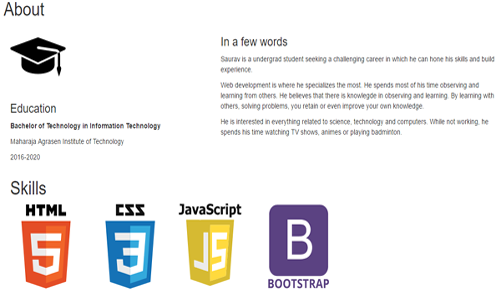 About
In a few words
Saurav is a undergrad student seeking a challenging career in which he can hone his skills and build
experience.
Web development is where he specializes the most. He spends most of his time observing and
learning from others. He believes that there is knowlegde in observing and learning. By learning with
others, solving problems, you retain or even improve your own knowledge.
He is interested in everything related to science, technology and computers. While not working, he
spends his time watching TV shows, animes or playing badminton.
Education
Bachelor of Technology in Information Technology
Maharaja Agrasen Institute of Technology
2016-2020
Skills
HTML
5
CSS
3
JavaScript
JS
B
BOOTSTRAP